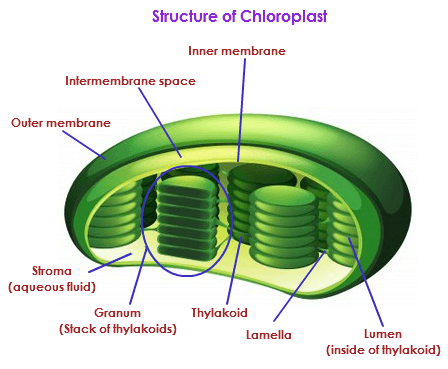 Structure of Chloroplast
Inner membrane
Intermembrane space
Outer membrane
Stroma
(aqueous fluid)
Granum
(Stack of thylakoids)
Thylakoid
Lamella
Lumen
(inside of thylakoid)